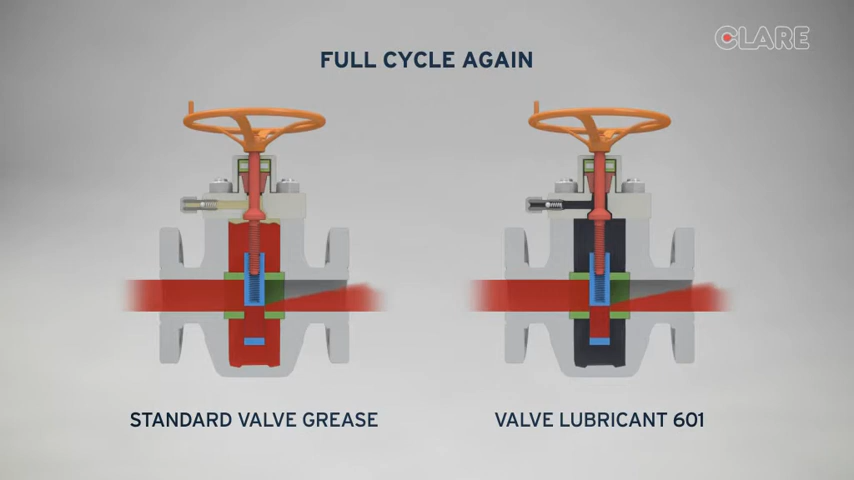 CLARE
FULL CYCLE AGAIN
STANDARD VALVE GREASE
VALVE LUBRICANT 601